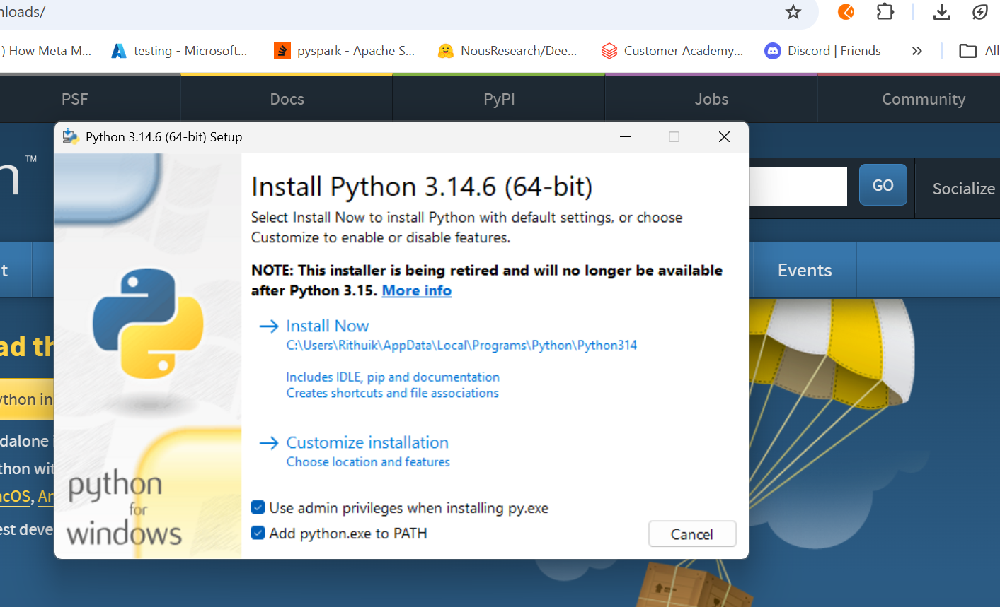 nloads/
) How Meta M...
testing - Microsoft...
pyspark - Apache S...
NousResearch/Dee...
Customer Academy...
Discord | Friends
»
All
PSF
Docs
PyPI
Jobs
Community
Python 3.14.6 (64-bit) Setup
n™
GO
Socialize
Install Python 3.14.6 (64-bit)
Select Install Now to install Python with default settings, or choose
Customize to enable or disable features.
NOTE: This installer is being retired and will no longer be available
after Python 3.15. More info
t
Events
→ Install Now
C:\Users\Rithuik\AppData\Local\Programs\Python\Python314
ad th
Includes IDLE, pip and documentation
Creates shortcuts and file associations
ython ins
dalone i
→ Customize installation
Choose location and features
thon wit
acOS, An
python
for
windows
Use admin privileges when installing py.exe
est deve
Add python.exe to PATH
Cancel